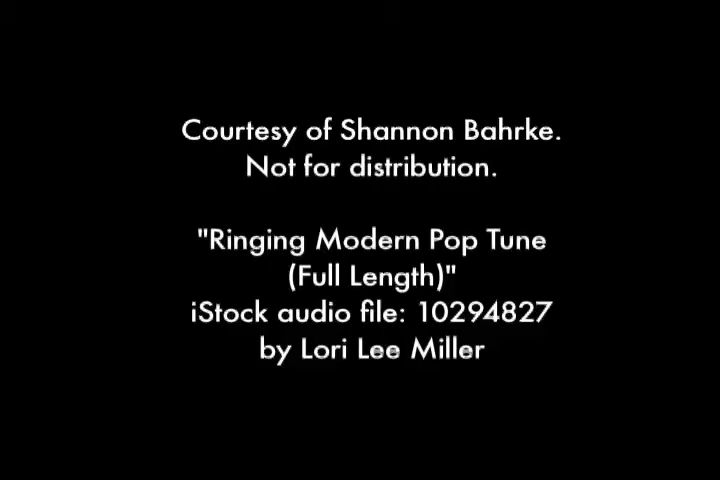 Courtesy of Shannon Bahrke.
Not for distribution.
"Ringing Modern Pop Tune
(Full Length)"
iStock audio file: 10294827
by Lori Lee Miller